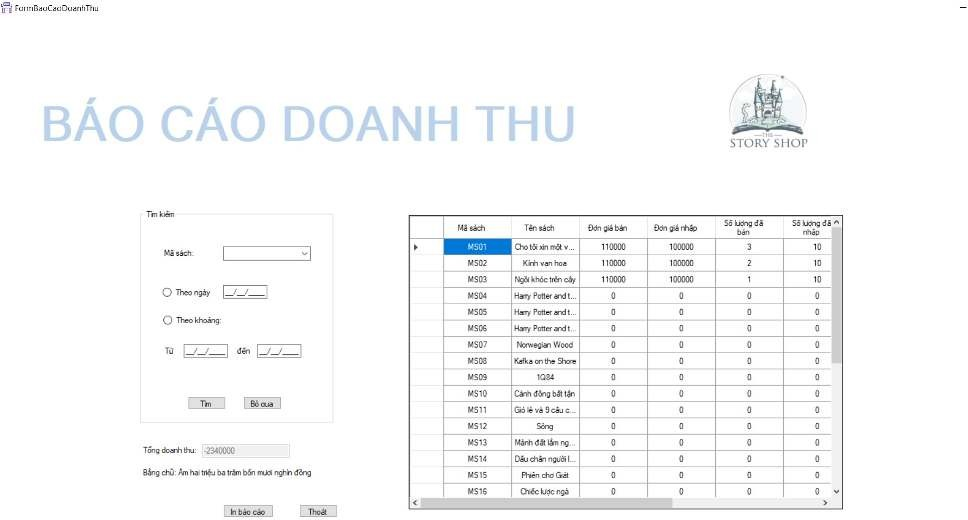 FormBaoCaoDoanhThu
BÁO CÁO DOANH THU
THE
STORY SHOP
Tìm kiếm
Mã sách:
Theo ngày __/__/____
Theo khoảng:
Từ __/__/____ đến __/__/____
Tìm Bỏ qua
Tổng doanh thu: -2340000
Bằng chữ: Âm hai triệu ba trăm bốn mươi nghìn đồng
In báo cáo Thoát
Mã sách Tên sách Đơn giá bán Đơn giá nhập Số lượng đã bán Số lượng đã nhập
MS01 Cho tôi xin một v... 110000 100000 3 10
MS02 Kính vạn hoa 110000 100000 2 10
MS03 Ngồi khóc trên cây 110000 100000 1 10
MS04 Harry Potter and t... 0 0 0 0
MS05 Harry Potter and t... 0 0 0 0
MS06 Harry Potter and t... 0 0 0 0
MS07 Norwegian Wood 0 0 0 0
MS08 Kafka on the Shore 0 0 0 0
MS09 1Q84 0 0 0 0
MS10 Cánh đồng bất tận 0 0 0 0
MS11 Gió lẻ và 9 câu c... 0 0 0 0
MS12 Sông 0 0 0 0
MS13 Mảnh đất lắm ng... 0 0 0 0
MS14 Dấu chân người l... 0 0 0 0
MS15 Phiên chợ Giát 0 0 0 0
MS16 Chiếc lược ngà 0 0 0 0